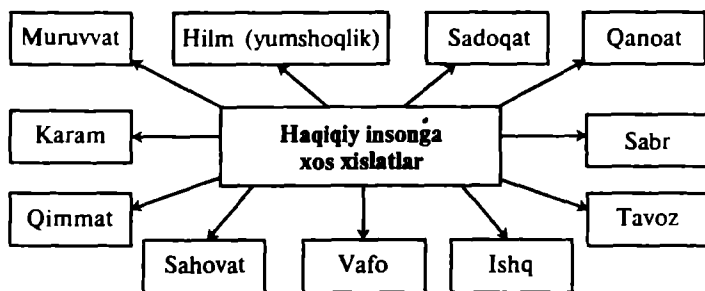 Muruvvat
Hilm (yumshoqlik)
Sadoqat
Qanoat
Karam
Haqiqiy insonga
xos xislatlar
Sabr
Qimmat
Tavoz
Sahovat
Vafo
Ishq